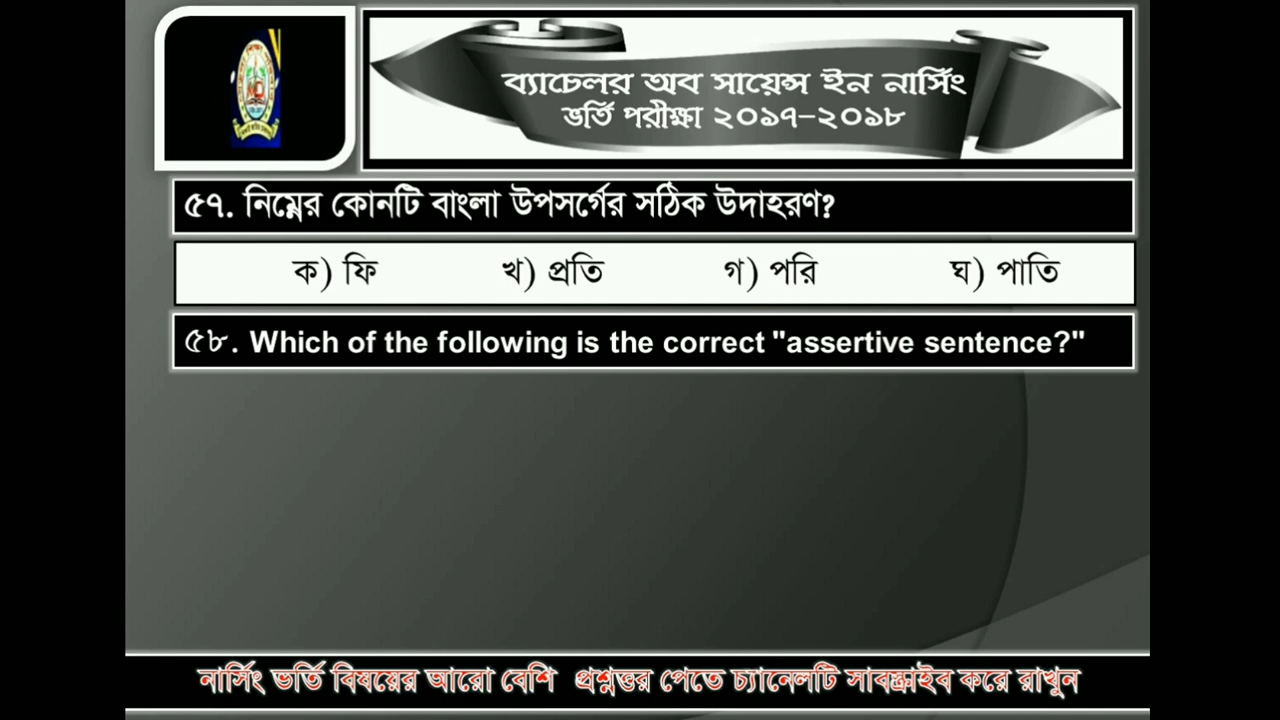 ব্যাচেলর অব সায়েন্স ইন নার্সিং
ভর্তি পরীক্ষা ২০১৭-২০১৮
৫৭. নিম্নের কোনটি বাংলা উপসর্গের সঠিক উদাহরণ?
ক) ফি খ) প্রতি গ) পরি ঘ) পাতি
৫৮. Which of the following is the correct "assertive sentence?"
নার্সিং ভর্তি বিষয়ের আরো বেশি প্রশ্নত্তর পেতে চ্যানেলটি সাবস্ক্রাইব করে রাখুন